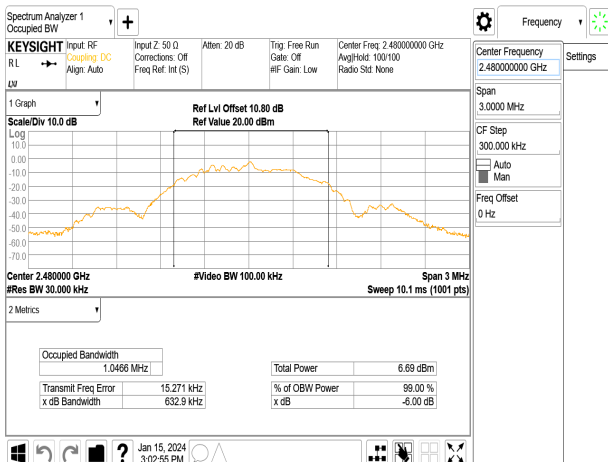 Spectrum Analyzer 1
Occupied BW
Frequency
KEYSIGHT
R L
LXI
Input: RF
Coupling: DC
Align: Auto
Input Z: 50 Ω
Corrections: Off
Freq Ref: Int (S)
Atten: 20 dB
Trig: Free Run
Gate: Off
#IF Gain: Low
Center Freq: 2.480000000 GHz
Avg|Hold: 100/100
Radio Std: None
Center Frequency
2.480000000 GHz
Settings
Span
3.0000 MHz
CF Step
300.000 kHz
Auto
Man
Freq Offset
0 Hz
1 Graph
Scale/Div 10.0 dB
Ref Lvl Offset 10.80 dB
Ref Value 20.00 dBm
Log
10.0
0.00
-10.0
-20.0
-30.0
-40.0
-50.0
-60.0
-70.0
Center 2.480000 GHz
#Video BW 100.00 kHz
Span 3 MHz
#Res BW 30.000 kHz
Sweep 10.1 ms (1001 pts)
2 Metrics
Occupied Bandwidth
1.0466 MHz
Total Power 6.69 dBm
Transmit Freq Error 15.271 kHz
% of OBW Power 99.00 %
x dB Bandwidth 632.9 kHz
x dB -6.00 dB
?
Jan 15, 2024
3:02:55 PM